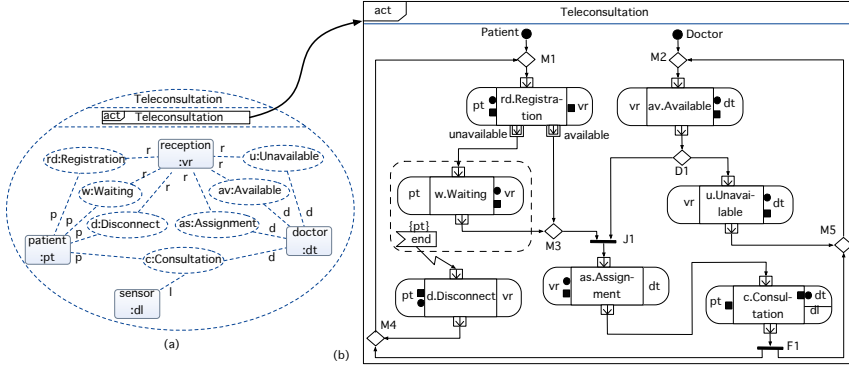 Teleconsultation
act
Teleconsultation
reception
:vr
rd:Registration
u:Unavailable
w:Waiting
av:Available
d:Disconnect
as:Assignment
patient
:pt
doctor
:dt
c:Consultation
sensor
:dl
r
r
r
r
r
r
p
p
p
p
d
d
d
d
l
(a)
act
Teleconsultation
Patient
Doctor
M1
M2
pt
rd.Registra-
tion
vr
vr
av.Available
dt
unavailable
available
D1
pt
w.Waiting
vr
vr
u.Unavai-
lable
dt
{pt}
end
M3
J1
M5
pt
d.Disconnect
vr
vr
as.Assign-
ment
dt
pt
c.Consul-
tation
dt
dl
M4
F1
(b)